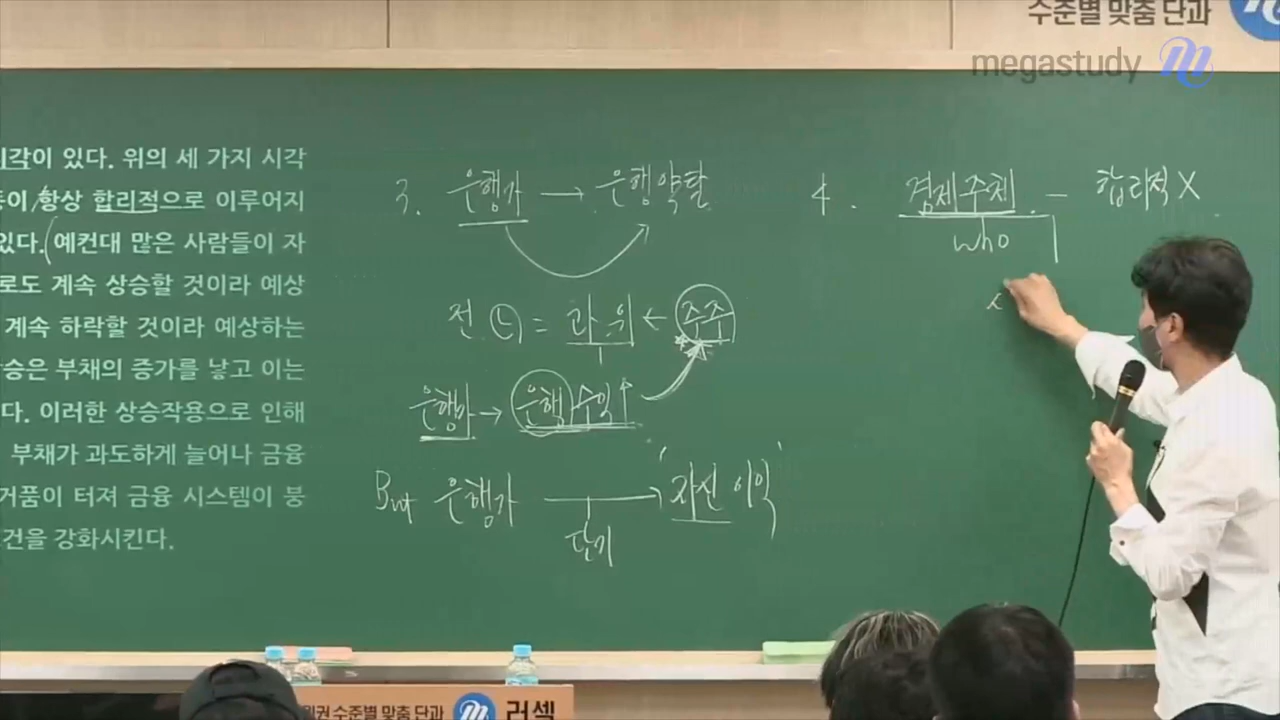 수준별 맞춤 단과
megastudy
시각이 있다. 위의 세 가지 시각
등이 항상 합리적으로 이루어지
있다. 예컨대 많은 사람들이 자
로도 계속 상승할 것이라 예상
계속 하락할 것이라 예상하는
승은 부채의 증가를 낳고 이는
다. 이러한 상승작용으로 인해
부채가 과도하게 늘어나 금융
거품이 터져 금융 시스템이 붕
건을 강화시킨다.
3. 은행가 → 은행약탈
전 ㉡ = 과.위 ← 주주
은행가 → 은행 수익↑
But 은행가 → '자신 이익'
단기
4. 경제주체 - 합리적 X
who
수준별 맞춤 단과
러셀